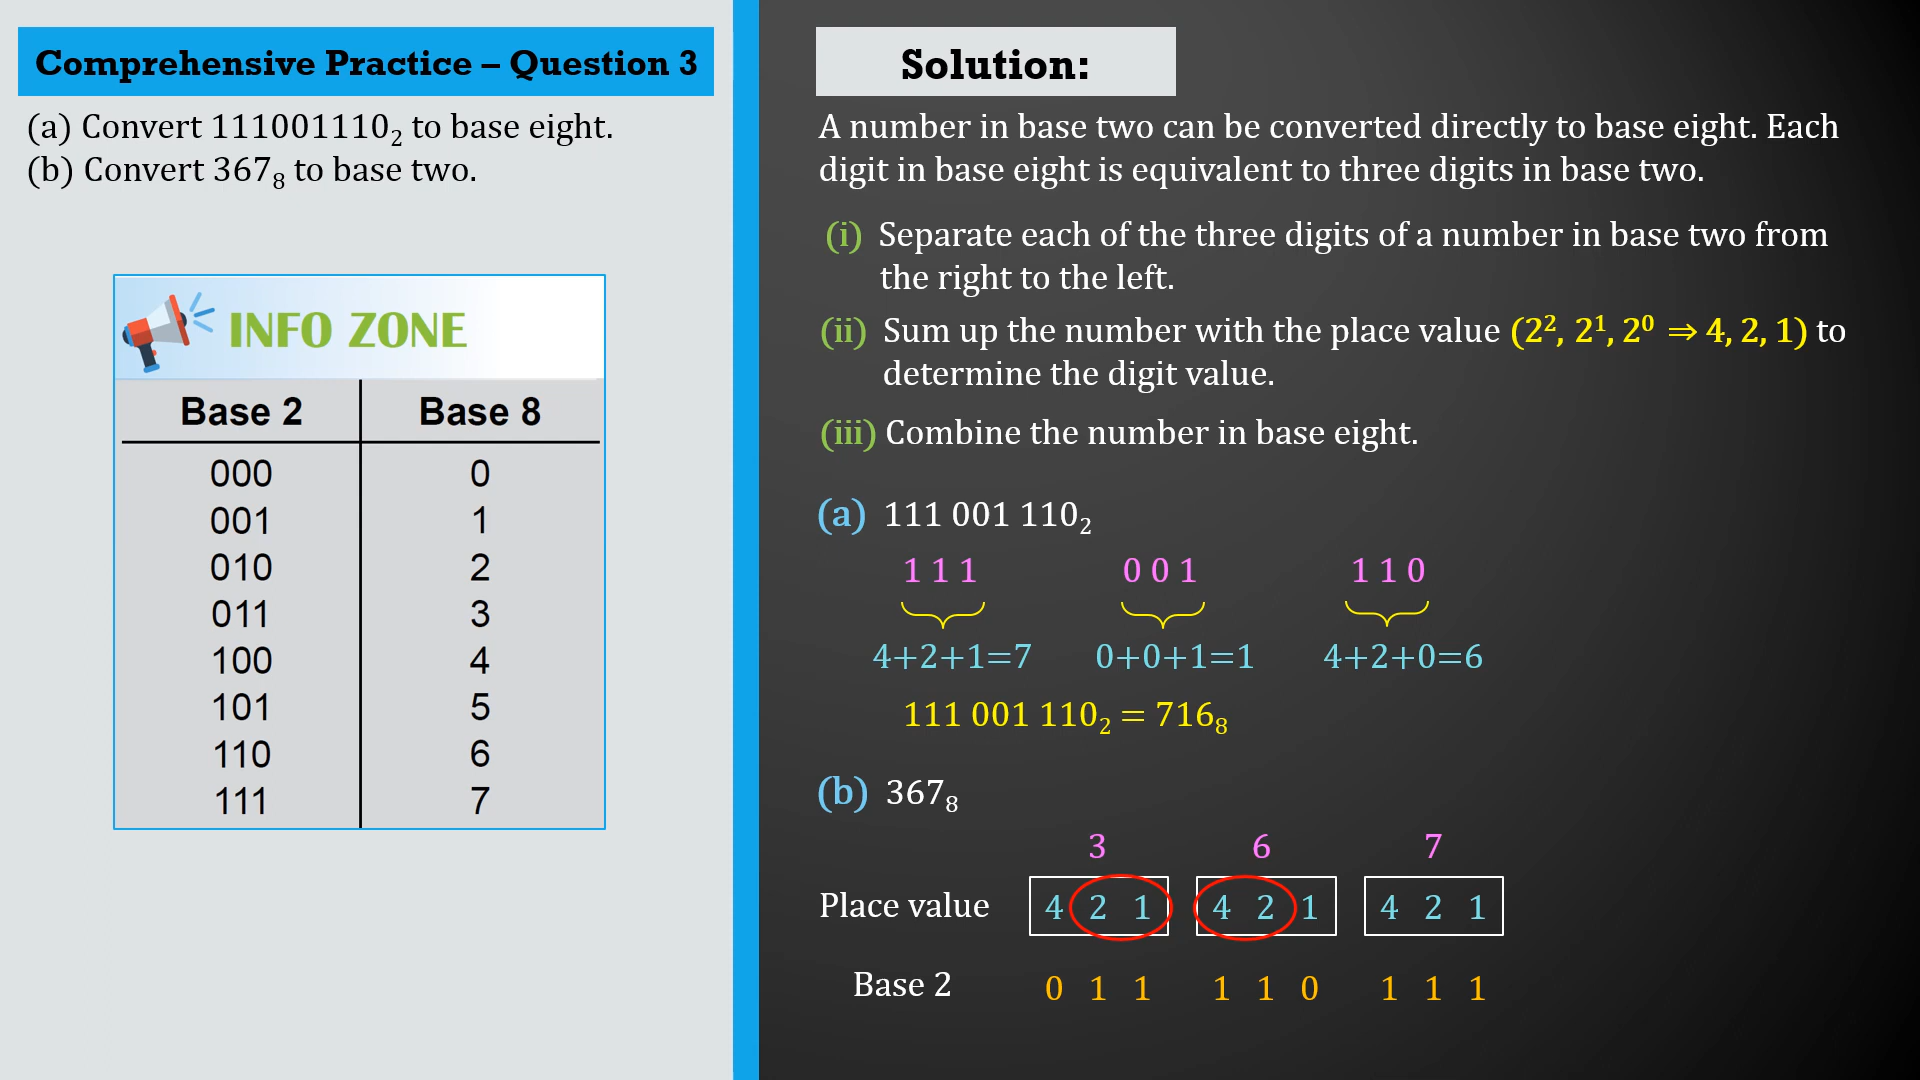 Comprehensive Practice – Question 3
(a) Convert 111001110₂ to base eight.
(b) Convert 367₈ to base two.
INFO ZONE
Base 2 Base 8
000 0
001 1
010 2
011 3
100 4
101 5
110 6
111 7
Solution:
A number in base two can be converted directly to base eight. Each
digit in base eight is equivalent to three digits in base two.
(i) Separate each of the three digits of a number in base two from
the right to the left.
(ii) Sum up the number with the place value (2², 2¹, 2⁰ ⇒ 4, 2, 1) to
determine the digit value.
(iii) Combine the number in base eight.
(a) 111 001 110₂
1 1 1 0 0 1 1 1 0
4+2+1=7 0+0+1=1 4+2+0=6
111 001 110₂ = 716₈
(b) 367₈
3 6 7
Place value 4 2 1 4 2 1 4 2 1
Base 2 0 1 1 1 1 0 1 1 1